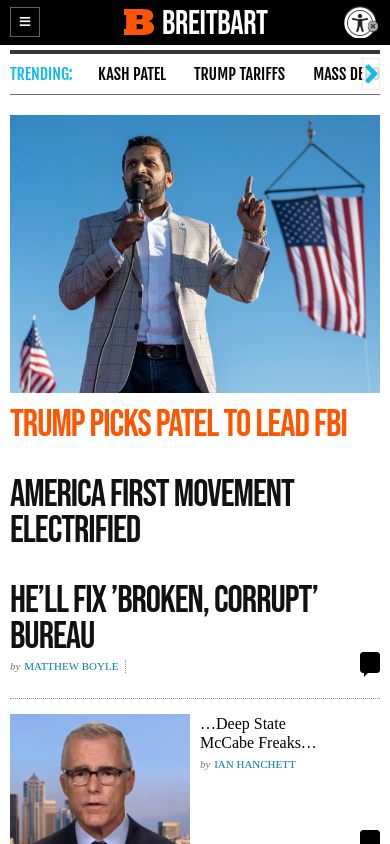 BREITBART
TRENDING: KASH PATEL TRUMP TARIFFS MASS DE
TRUMP PICKS PATEL TO LEAD FBI
AMERICA FIRST MOVEMENT
ELECTRIFIED
HE’LL FIX ’BROKEN, CORRUPT’
BUREAU
by MATTHEW BOYLE
…Deep State
McCabe Freaks…
by IAN HANCHETT